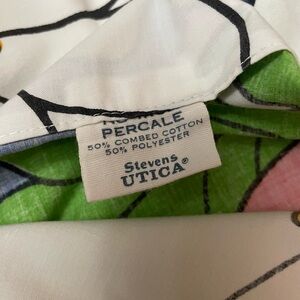 PERCALE
50% COMBED COTTON
50% POLYESTER
Stevens
UTICA®